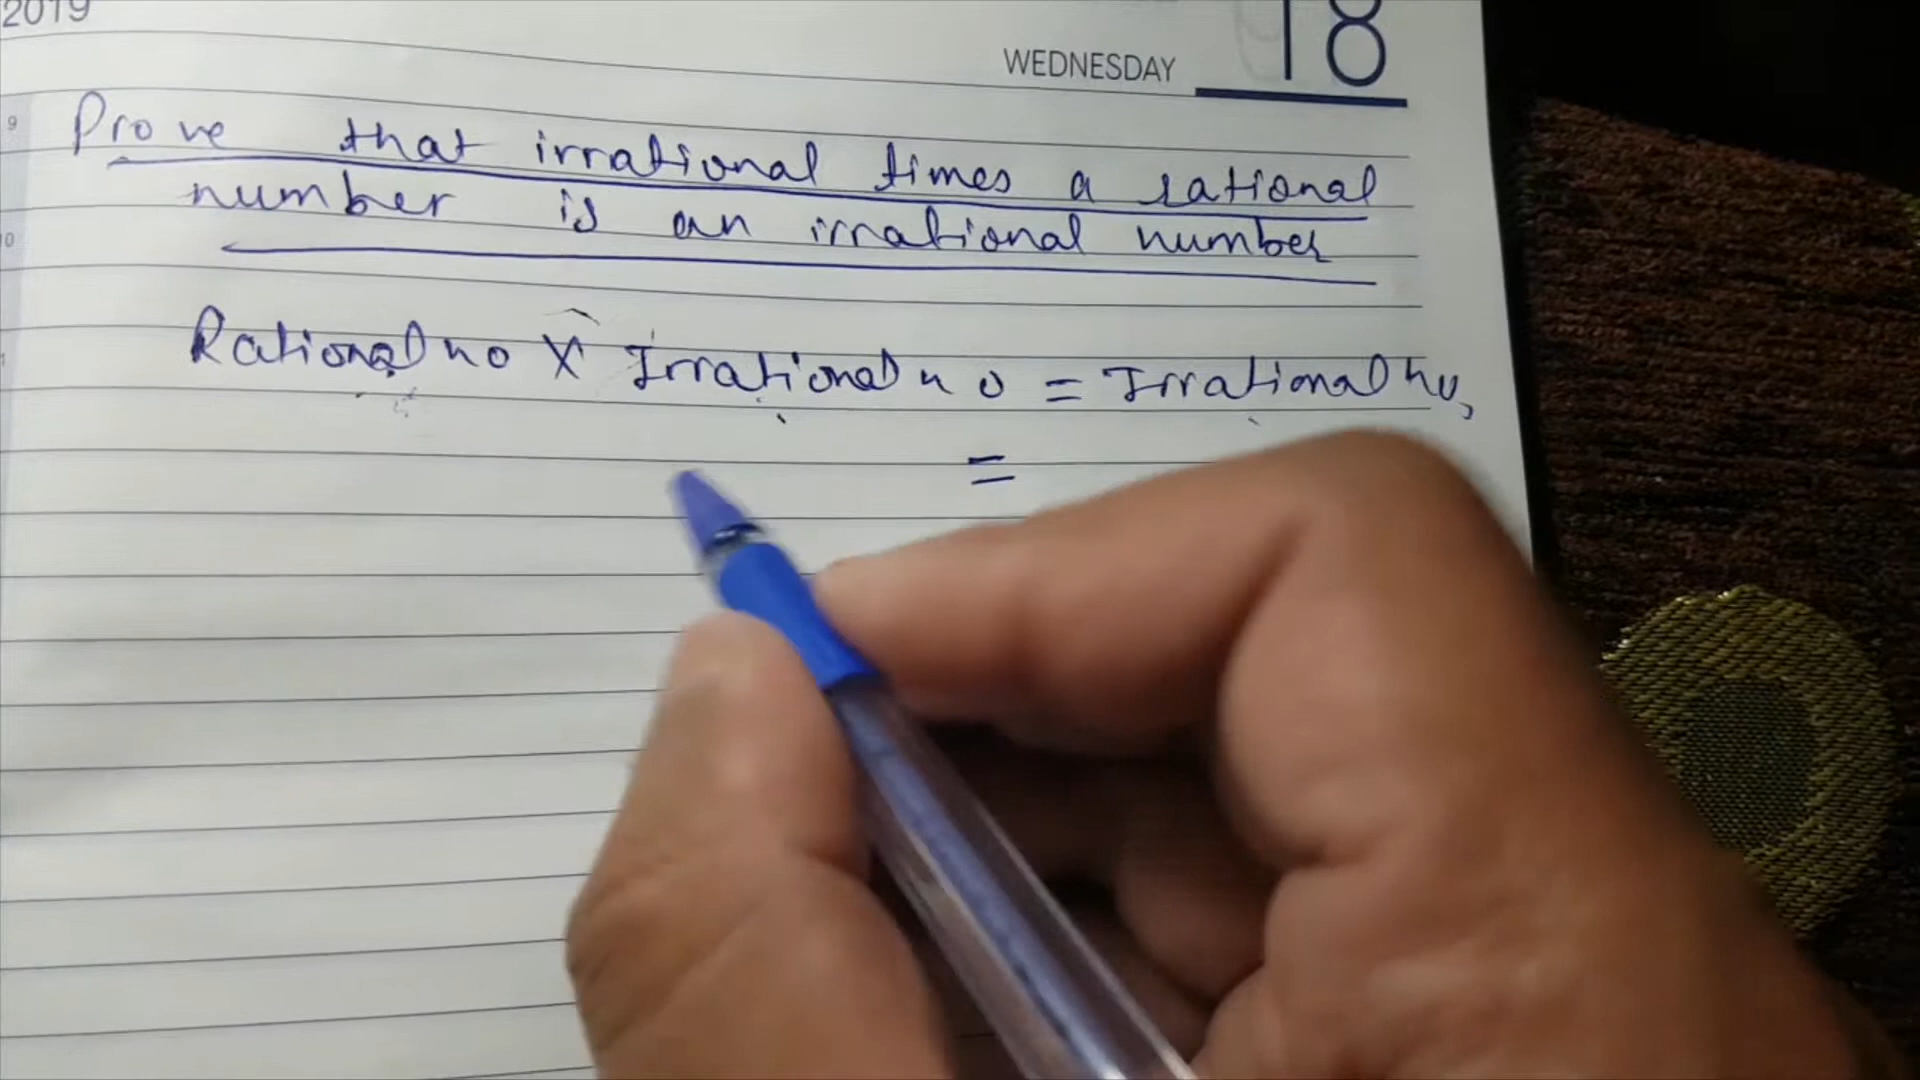 2019
WEDNESDAY 18
9
Prove that irrational times a rational
number is an irrational number
Rational no X Irrational no = Irrational no,
=